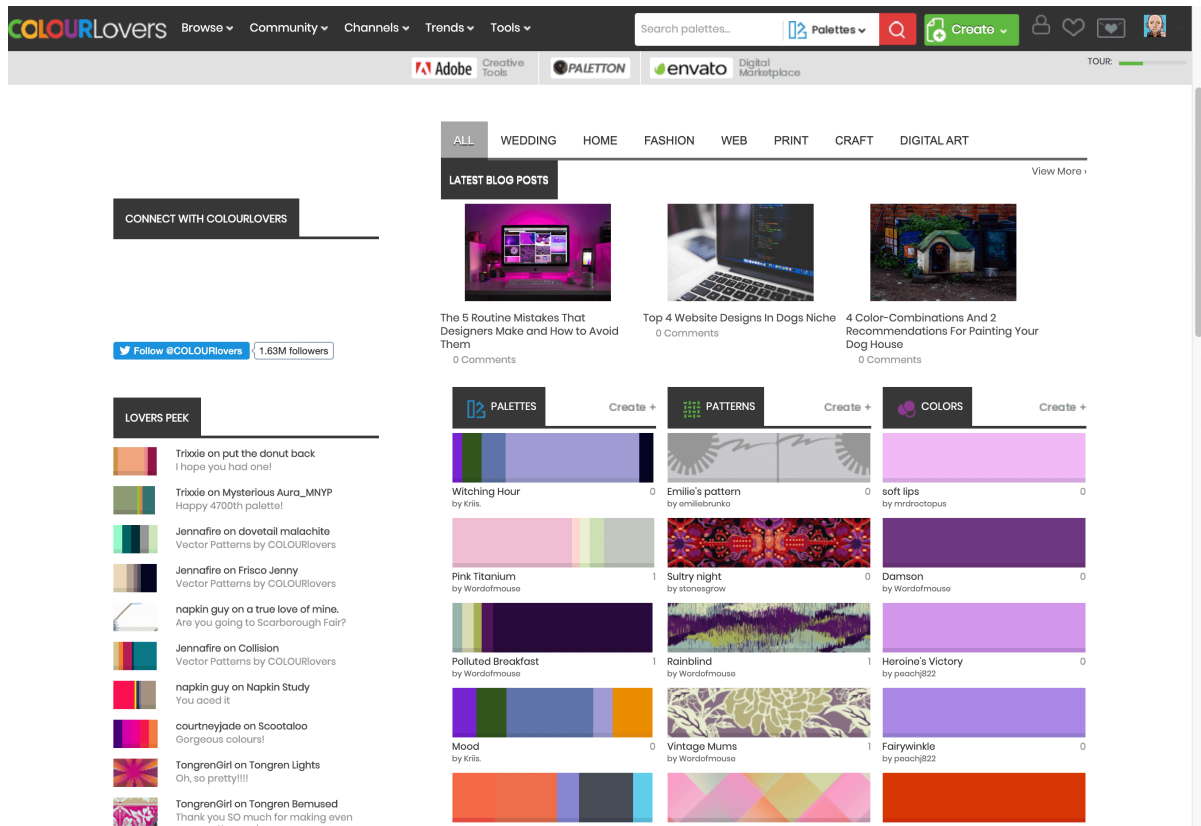 COLOURLovers Browse Community Channels Trends Tools Search palettes... Palettes Create
Adobe Creative Tools PALETTON envato Digital Marketplace TOUR:
ALL WEDDING HOME FASHION WEB PRINT CRAFT DIGITAL ART
LATEST BLOG POSTS View More ›
The 5 Routine Mistakes That
Designers Make and How to Avoid
Them
0 Comments
Top 4 Website Designs In Dogs Niche
0 Comments
4 Color-Combinations And 2
Recommendations For Painting Your
Dog House
0 Comments
CONNECT WITH COLOURLOVERS
Follow @COLOURlovers 1.63M followers
LOVERS PEEK
Trixxie on put the donut back
I hope you had one!
Trixxie on Mysterious Aura_MNYP
Happy 4700th palette!
Jennafire on dovetail malachite
Vector Patterns by COLOURlovers
Jennafire on Frisco Jenny
Vector Patterns by COLOURlovers
napkin guy on a true love of mine.
Are you going to Scarborough Fair?
Jennafire on Collision
Vector Patterns by COLOURlovers
napkin guy on Napkin Study
You aced it
courtneyjade on Scootaloo
Gorgeous colours!
TongrenGirl on Tongren Lights
Oh, so pretty!!!!
TongrenGirl on Tongren Bemused
Thank you SO much for making even
PALETTES Create +
Witching Hour 0
by Kriis.
Pink Titanium 1
by Wordofmouse
Polluted Breakfast 1
by Wordofmouse
Mood 0
by Kriis.
PATTERNS Create +
Emilie's pattern 0
by emiliebrunko
Sultry night 0
by stonesgrow
Rainblind 1
by Wordofmouse
Vintage Mums 1
by Wordofmouse
COLORS Create +
soft lips 0
by mrdroctopus
Damson 0
by Wordofmouse
Heroine's Victory 0
by peachj822
Fairywinkle 0
by peachj822